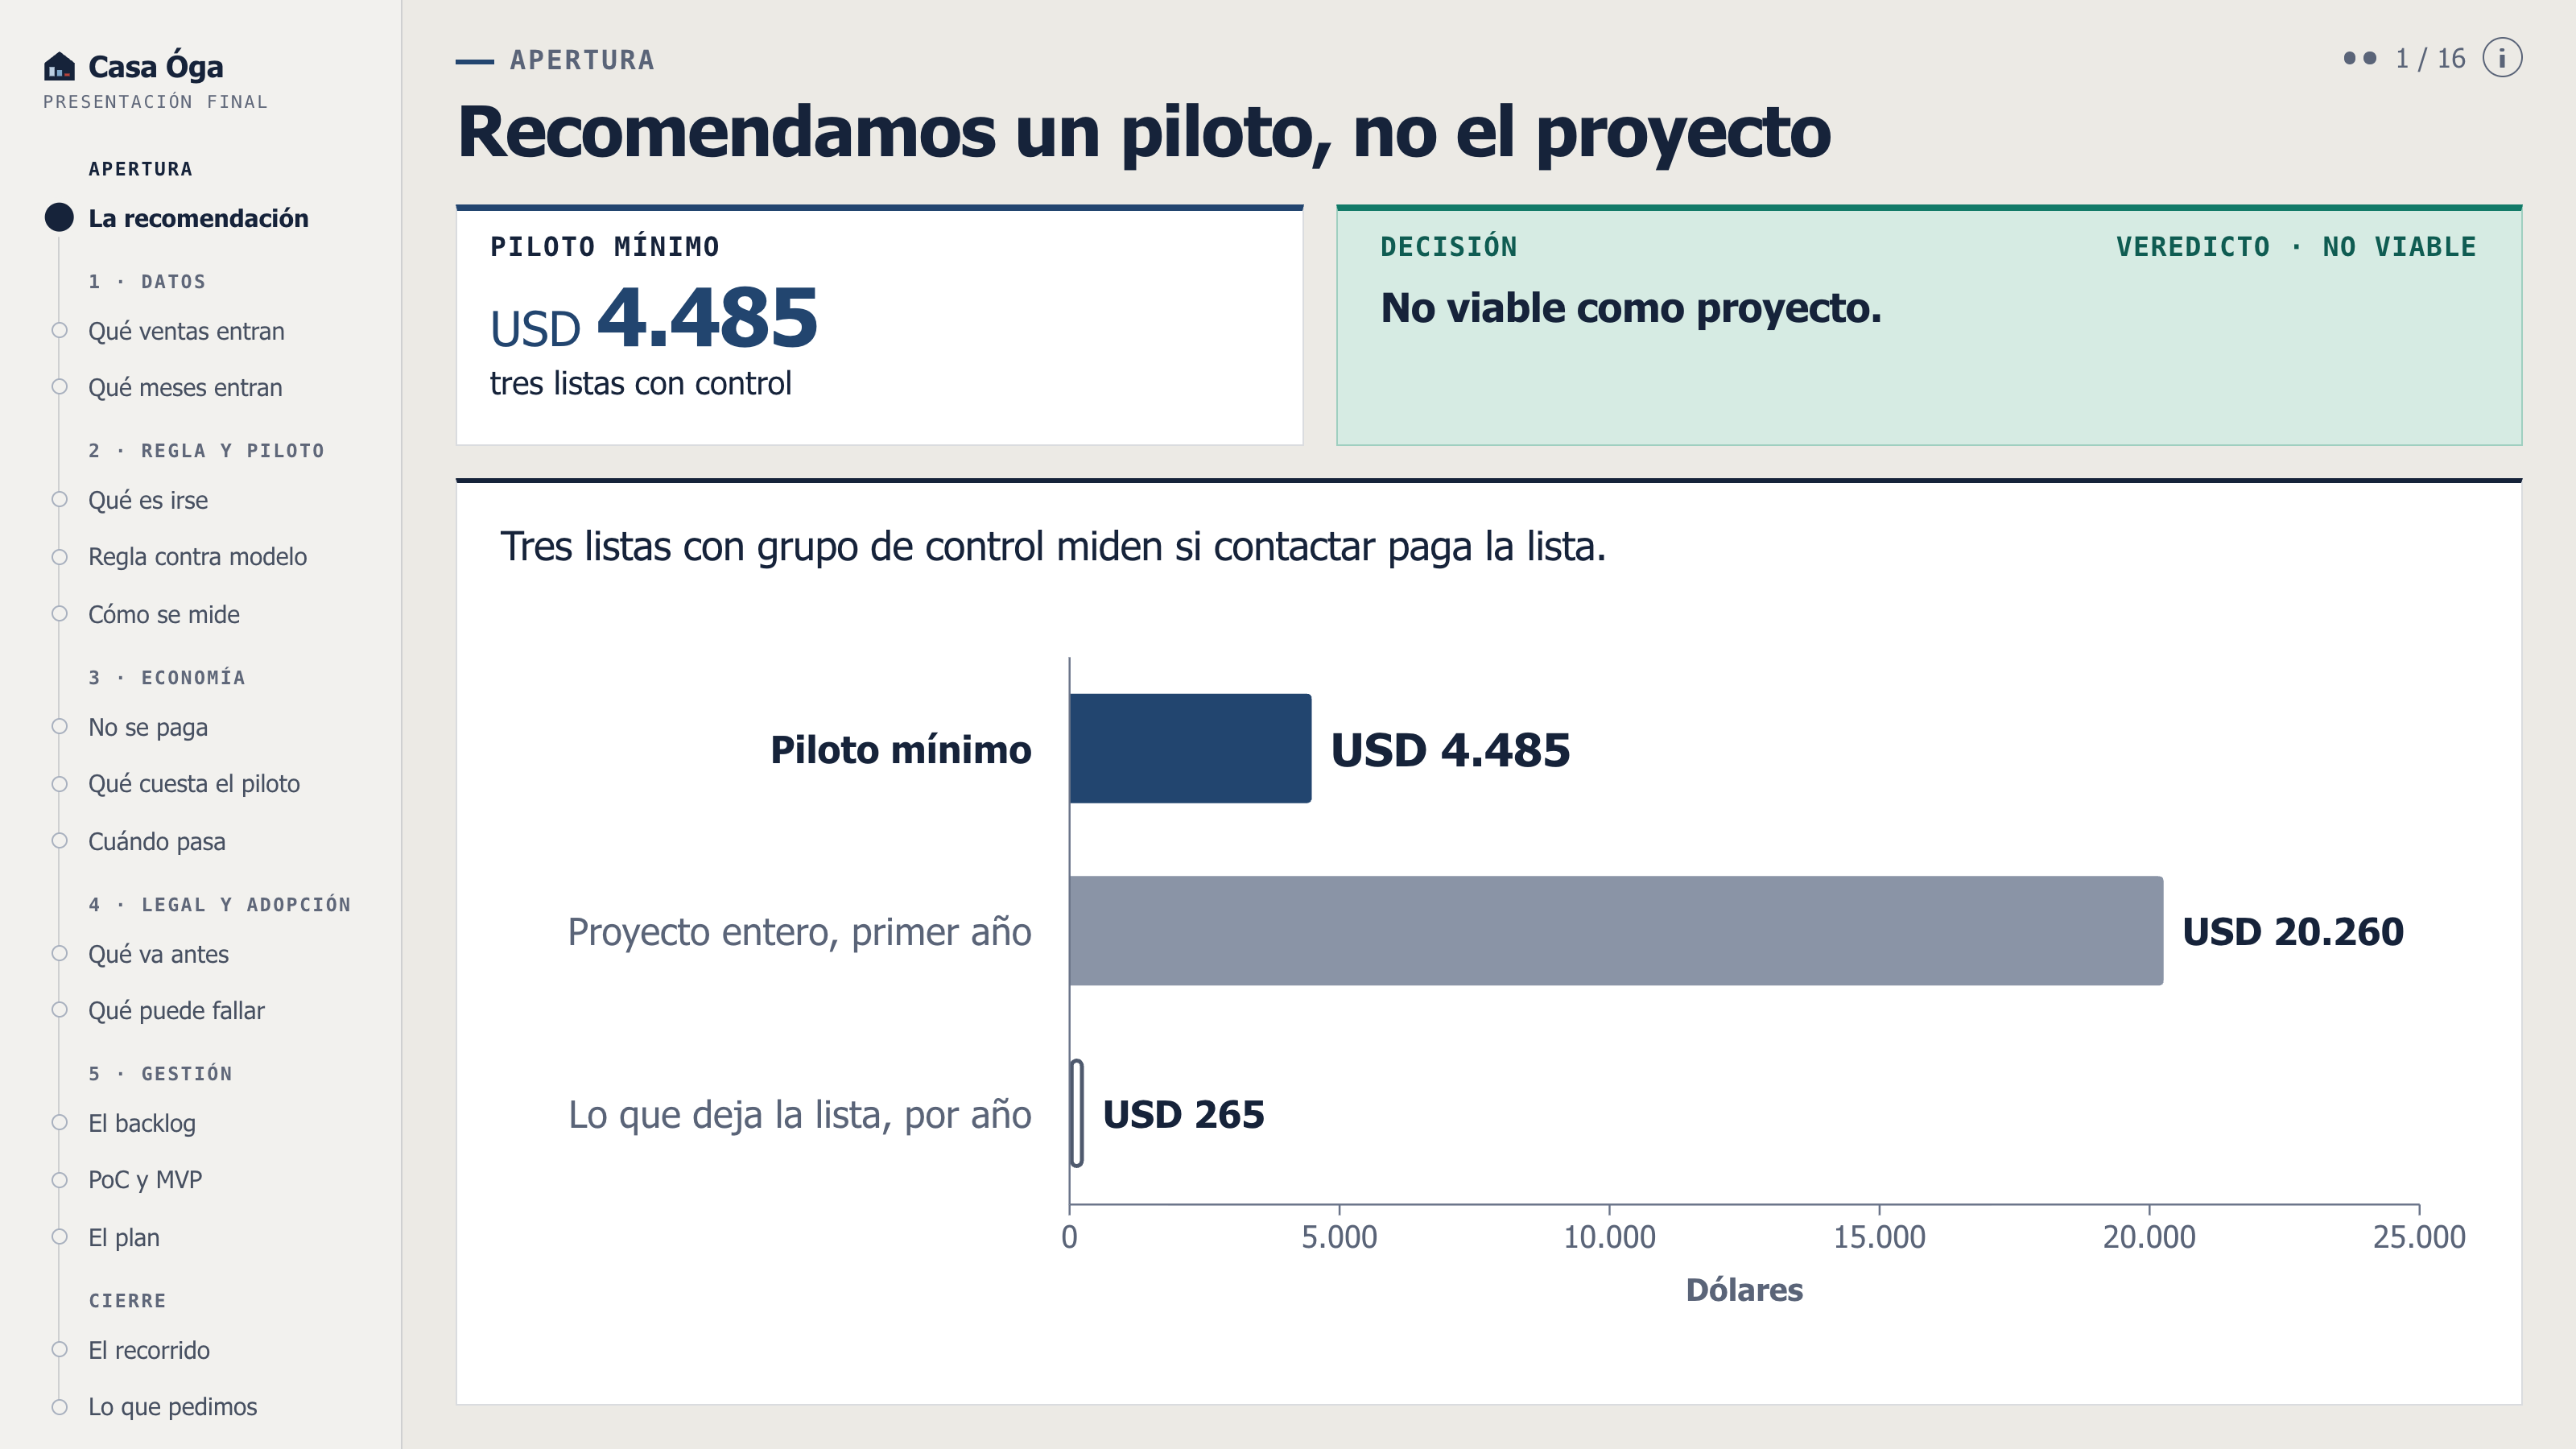 Casa Óga
PRESENTACIÓN FINAL
APERTURA
La recomendación
1 · DATOS
Qué ventas entran
Qué meses entran
2 · REGLA Y PILOTO
Qué es irse
Regla contra modelo
Cómo se mide
3 · ECONOMÍA
No se paga
Qué cuesta el piloto
Cuándo pasa
4 · LEGAL Y ADOPCIÓN
Qué va antes
Qué puede fallar
5 · GESTIÓN
El backlog
PoC y MVP
El plan
CIERRE
El recorrido
Lo que pedimos
APERTURA
1 / 16
i
Recomendamos un piloto, no el proyecto
PILOTO MÍNIMO
USD 4.485
tres listas con control
DECISIÓN
VEREDICTO · NO VIABLE
No viable como proyecto.
Tres listas con grupo de control miden si contactar paga la lista.
Piloto mínimo
USD 4.485
Proyecto entero, primer año
USD 20.260
Lo que deja la lista, por año
USD 265
0
5.000
10.000
15.000
20.000
25.000
Dólares